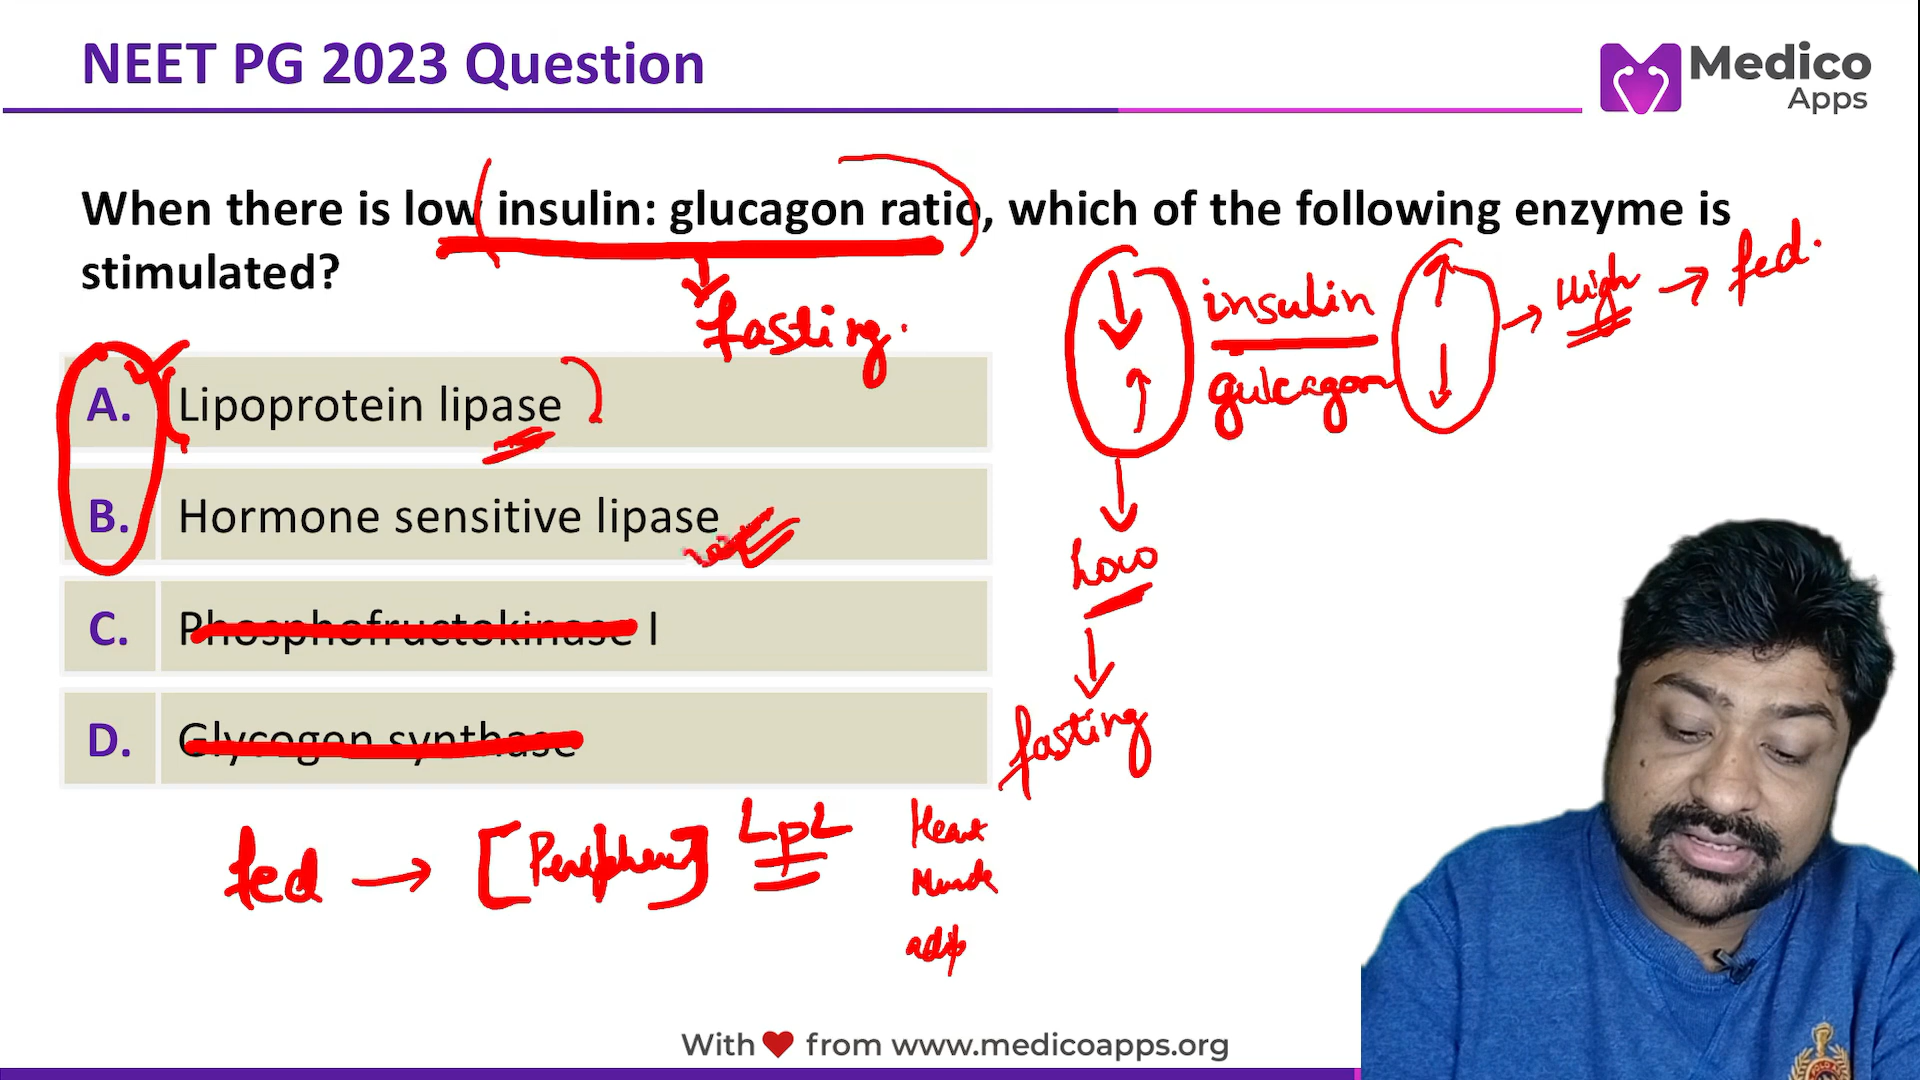 NEET PG 2023 Question
Medico
Apps
When there is low insulin: glucagon ratio, which of the following enzyme is
stimulated?
fasting.
insulin
gulcagon
High → fed.
A. Lipoprotein lipase
B. Hormone sensitive lipase
C. Phosphofructokinase I
D. Glycogen synthase
Low
fasting
fed → [Periphery] LpL
Heart
Muscle
adip
With ❤ from www.medicoapps.org